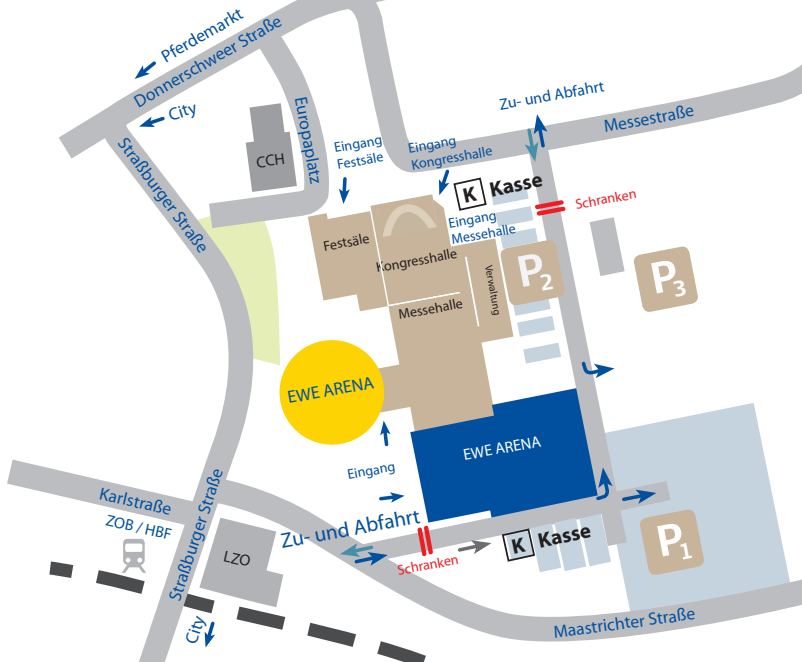 Pferdemarkt
Donnerschweer Straße
City
Europaplatz
CCH
Straßburger Straße
Eingang
Festsäle
Eingang
Kongresshalle
Zu- und Abfahrt
Messestraße
K Kasse
Schranken
Eingang
Messehalle
Festsäle
Kongresshalle
Verwaltung
P2
P3
Messehalle
EWE ARENA
EWE ARENA
Eingang
Karlstraße
ZOB / HBF
Straßburger Straße
LZO
Zu- und Abfahrt
Schranken
K Kasse
P1
City
Maastrichter Straße